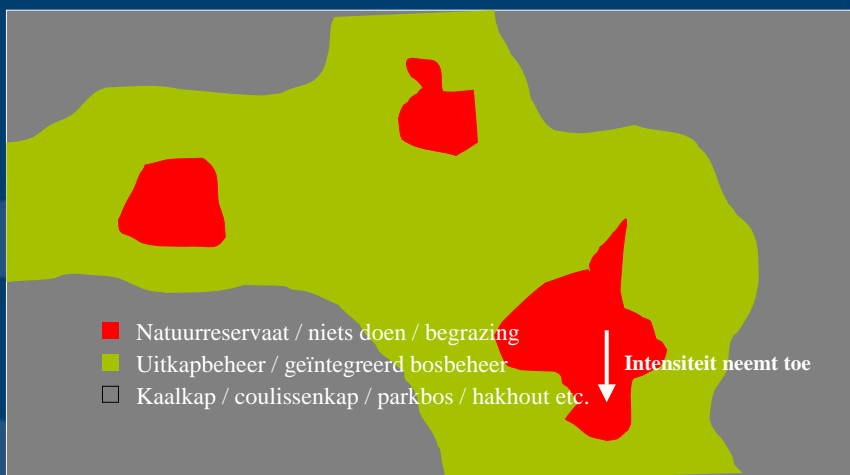 Natuurreservaat / niets doen / begrazing
Uitkapbeheer / geïntegreerd bosbeheer
Kaalkap / coulissenkap / parkbos / hakhout etc.
Intensiteit neemt toe